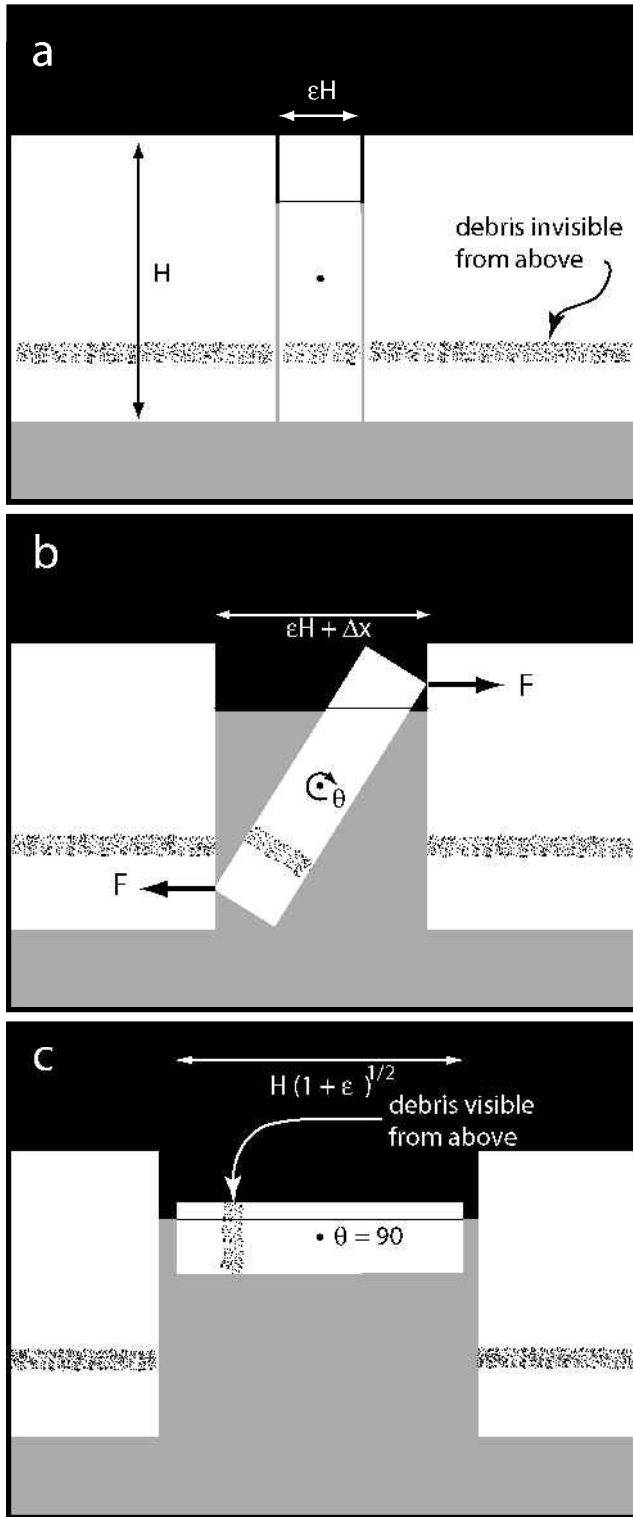 a
εH
H
debris invisible
from above
b
εH + Δx
F
θ
F
c
H (1 + ε )^1/2
debris visible
from above
θ = 90